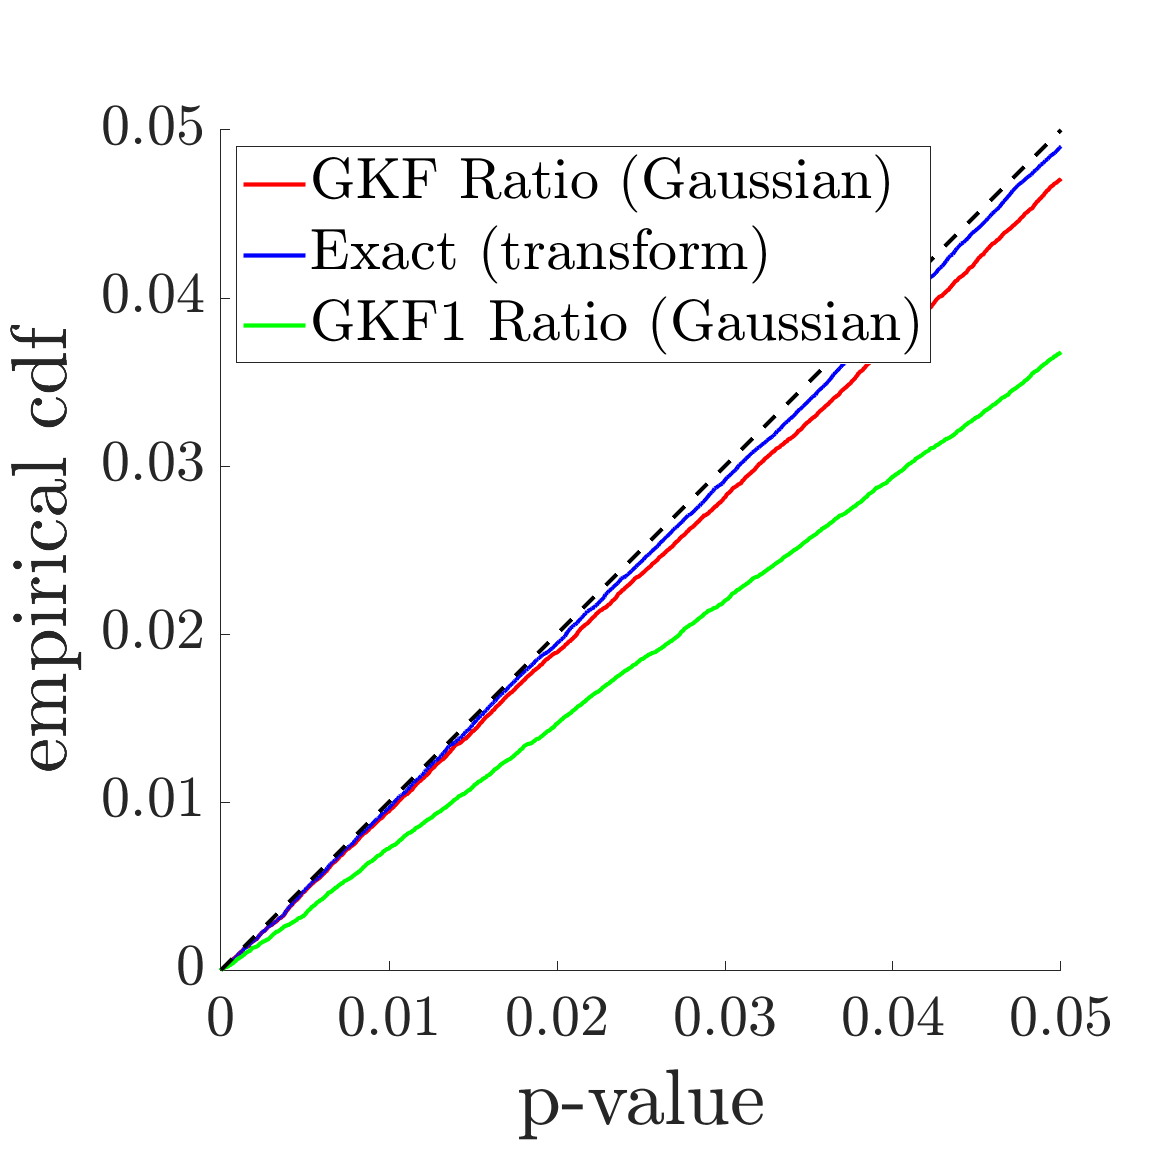 0.05
0.04
0.03
0.02
0.01
0
empirical cdf
GKF Ratio (Gaussian)
Exact (transform)
GKF1 Ratio (Gaussian)
0 0.01 0.02 0.03 0.04 0.05
p-value